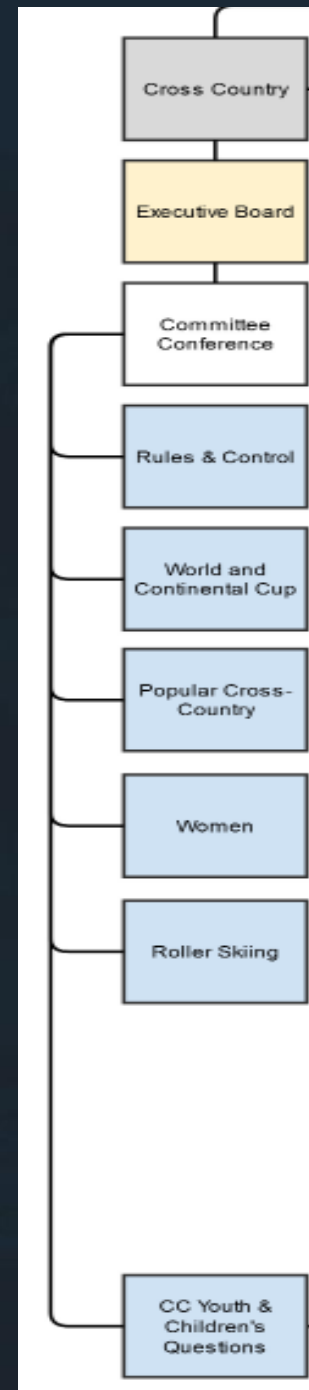 Cross Country
Executive Board
Committee
Conference
Rules & Control
World and
Continental Cup
Popular Cross-
Country
Women
Roller Skiing
CC Youth &
Children's
Questions